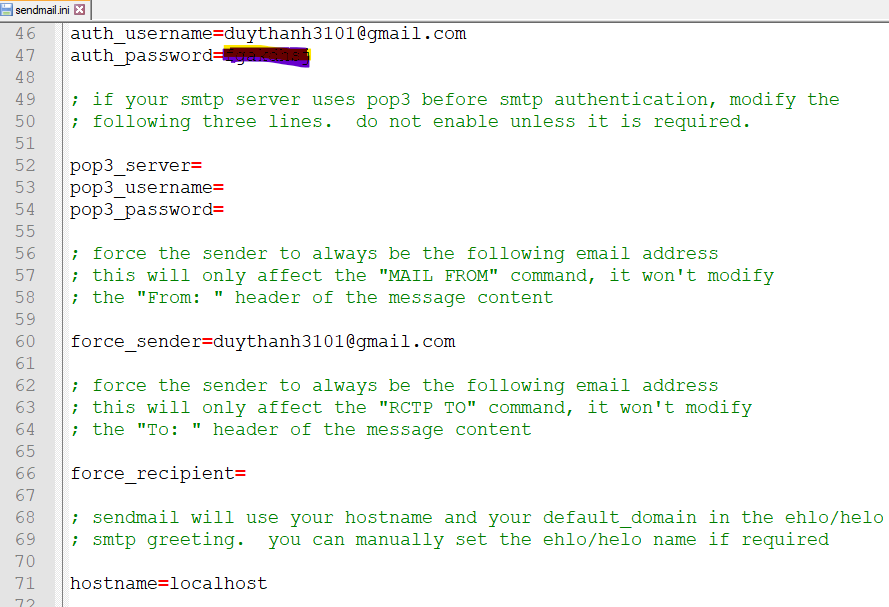 sendmail.ini
46 auth_username=duythanh3101@gmail.com
47 auth_password=
48
49 ; if your smtp server uses pop3 before smtp authentication, modify the
50 ; following three lines.  do not enable unless it is required.
51
52 pop3_server=
53 pop3_username=
54 pop3_password=
55
56 ; force the sender to always be the following email address
57 ; this will only affect the "MAIL FROM" command, it won't modify
58 ; the "From: " header of the message content
59
60 force_sender=duythanh3101@gmail.com
61
62 ; force the sender to always be the following email address
63 ; this will only affect the "RCTP TO" command, it won't modify
64 ; the "To: " header of the message content
65
66 force_recipient=
67
68 ; sendmail will use your hostname and your default_domain in the ehlo/helo
69 ; smtp greeting.  you can manually set the ehlo/helo name if required
70
71 hostname=localhost
72